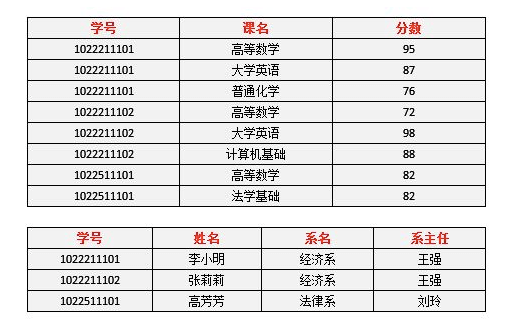 学号 课名 分数
1022211101 高等数学 95
1022211101 大学英语 87
1022211101 普通化学 76
1022211102 高等数学 72
1022211102 大学英语 98
1022211102 计算机基础 88
1022511101 高等数学 82
1022511101 法学基础 82
学号 姓名 系名 系主任
1022211101 李小明 经济系 王强
1022211102 张莉莉 经济系 王强
1022511101 高芳芳 法律系 刘玲